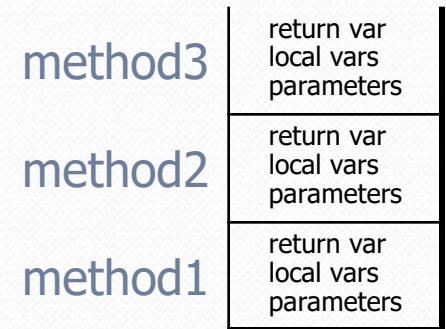 method3
return var
local vars
parameters
method2
return var
local vars
parameters
method1
return var
local vars
parameters